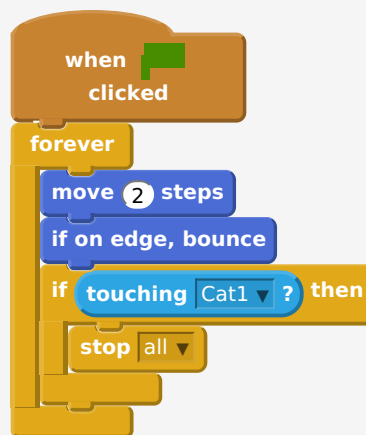 when
clicked
forever
move 2 steps
if on edge, bounce
if touching Cat1 ? then
stop all